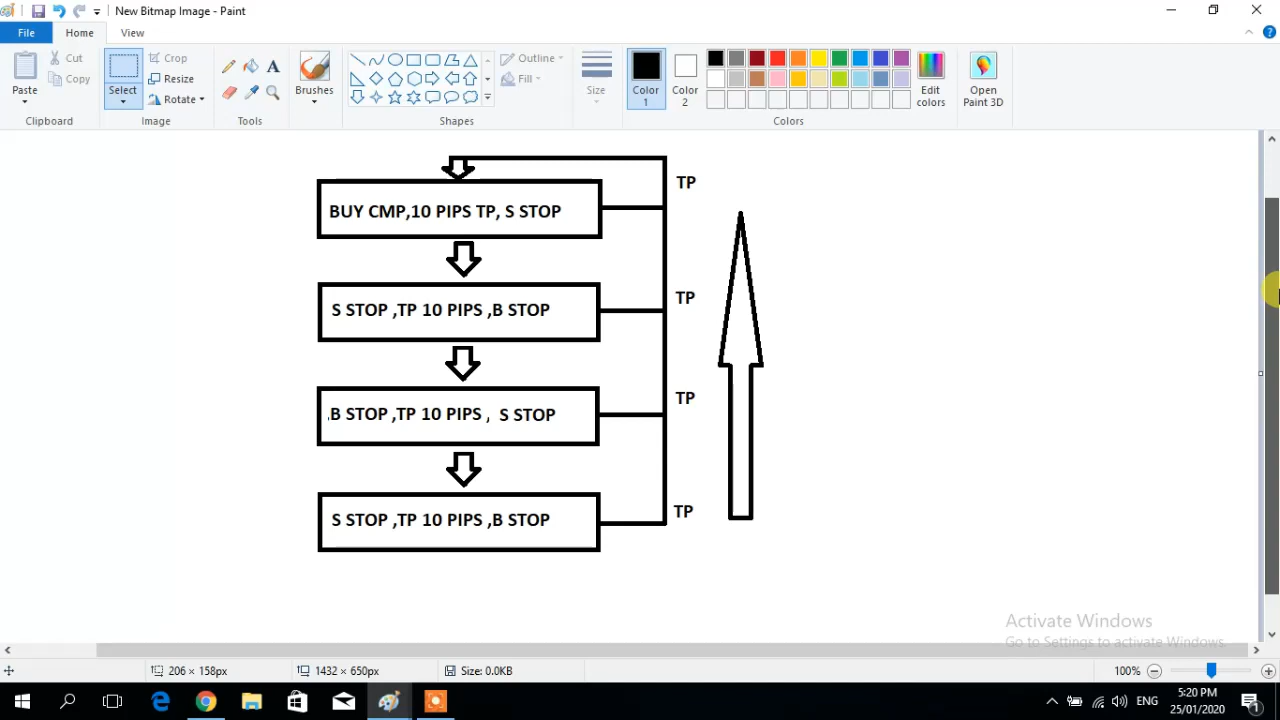 New Bitmap Image - Paint
File
Home
View
Paste
Cut
Copy
Clipboard
Select
Crop
Resize
Rotate
Image
A
Tools
Brushes
Outline
Fill
Shapes
Size
Color
1
Color
2
Colors
Edit
colors
Open
Paint 3D
TP
BUY CMP,10 PIPS TP, S STOP
TP
S STOP ,TP 10 PIPS ,B STOP
TP
,B STOP ,TP 10 PIPS , S STOP
TP
S STOP ,TP 10 PIPS ,B STOP
Activate Windows
Go to Settings to activate Windows.
206 × 158px
1432 × 650px
Size: 0.0KB
100%
ENG
5:20 PM
25/01/2020
1